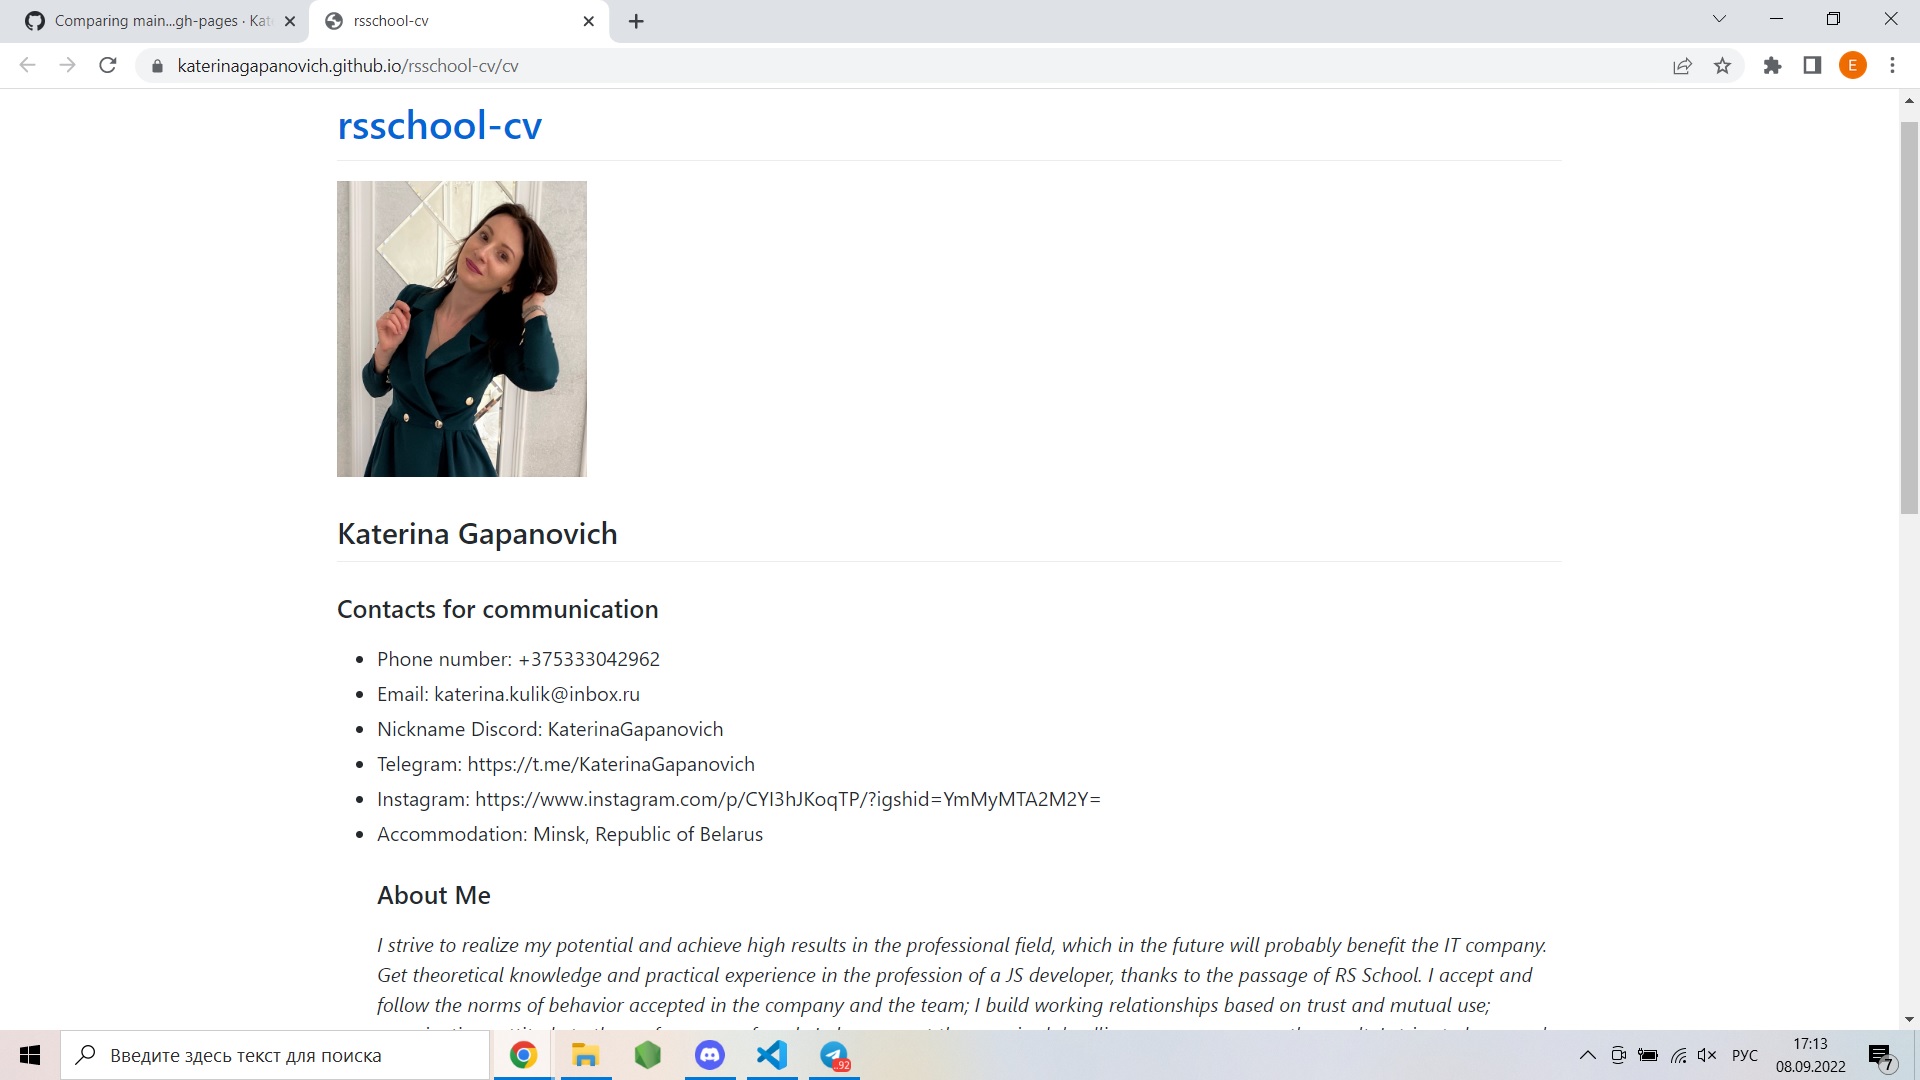 Comparing main...gh-pages · Kat
rsschool-cv
katerinagapanovich.github.io/rsschool-cv/cv
E
rsschool-cv
Katerina Gapanovich
Contacts for communication
• Phone number: +375333042962
• Email: katerina.kulik@inbox.ru
• Nickname Discord: KaterinaGapanovich
• Telegram: https://t.me/KaterinaGapanovich
• Instagram: https://www.instagram.com/p/CYI3hJKoqTP/?igshid=YmMyMTA2M2Y=
• Accommodation: Minsk, Republic of Belarus
About Me
I strive to realize my potential and achieve high results in the professional field, which in the future will probably benefit the IT company.
Get theoretical knowledge and practical experience in the profession of a JS developer, thanks to the passage of RS School. I accept and
follow the norms of behavior accepted in the company and the team; I build working relationships based on trust and mutual use;
Введите здесь текст для поиска
..92
РУС
17:13
08.09.2022
7